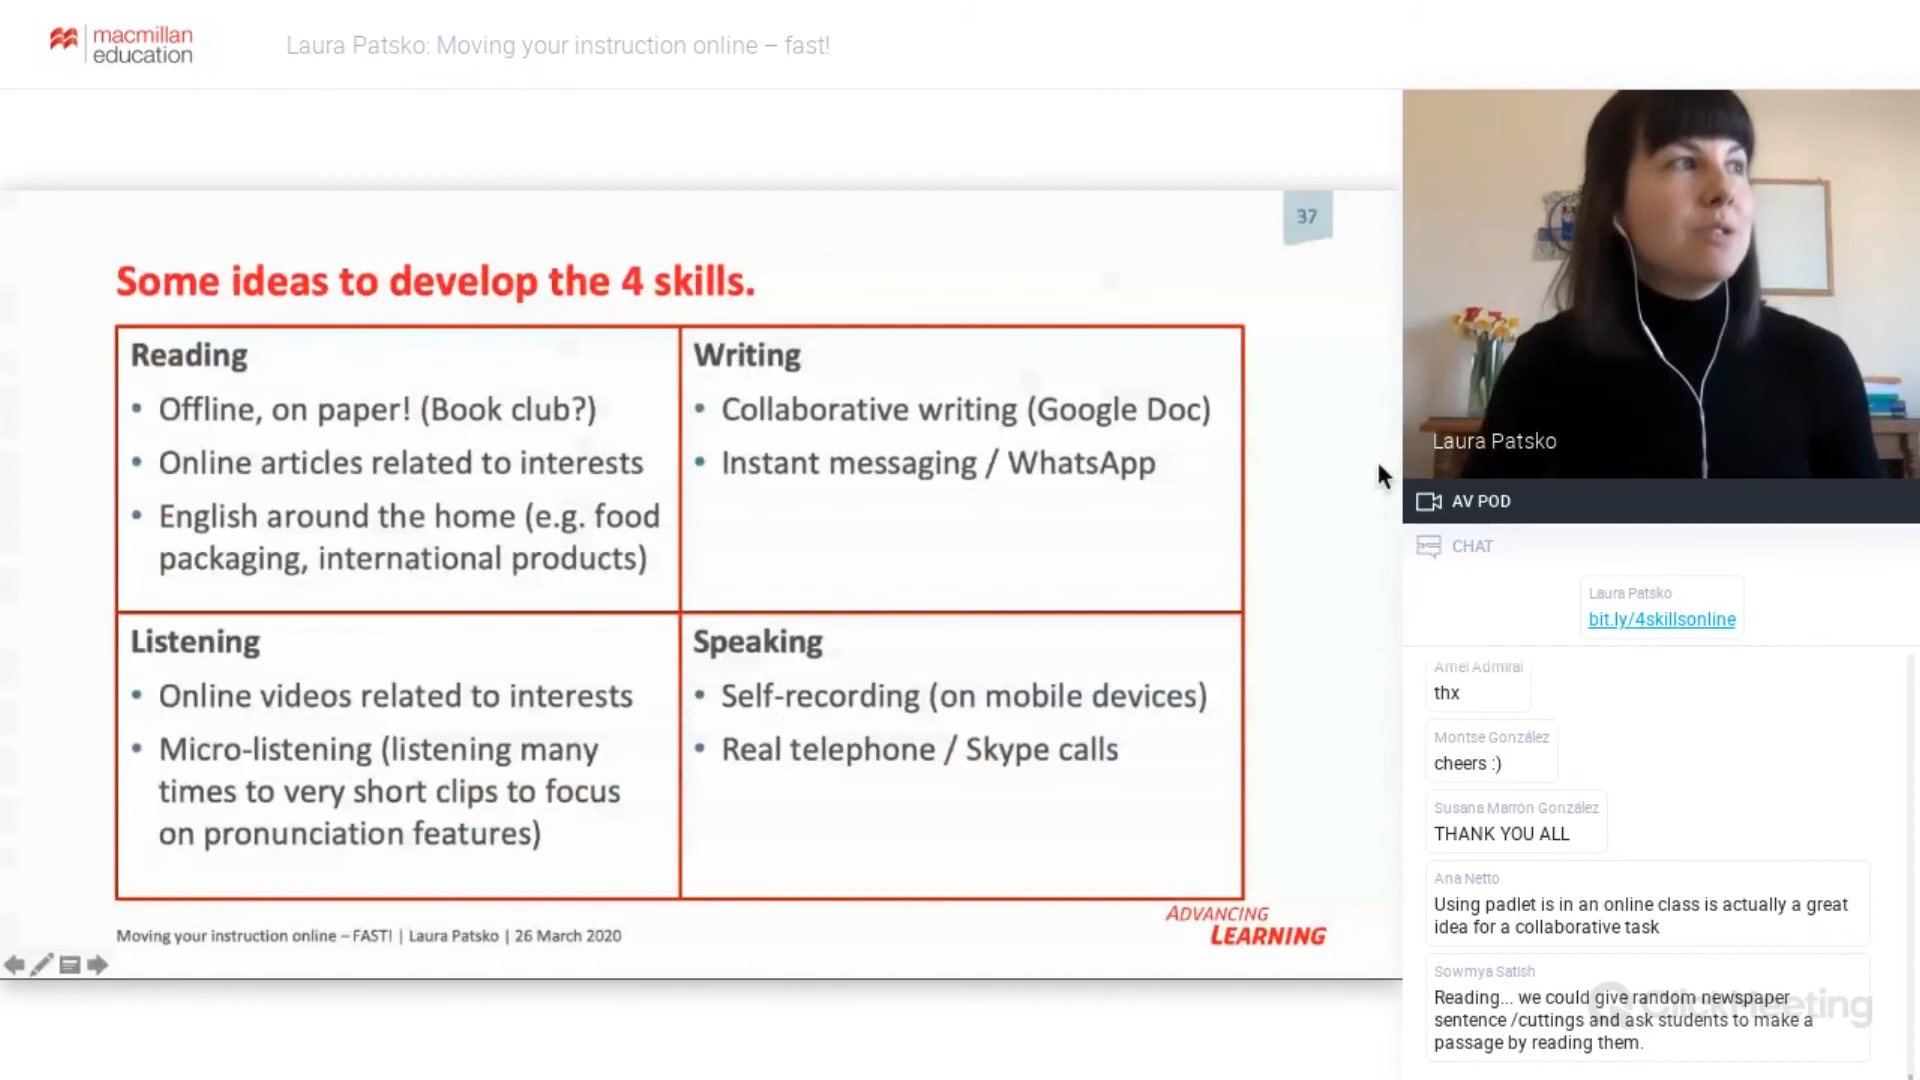 macmillan
education
Laura Patsko: Moving your instruction online – fast!
37
Some ideas to develop the 4 skills.
Reading
• Offline, on paper! (Book club?)
• Online articles related to interests
• English around the home (e.g. food
packaging, international products)
Writing
• Collaborative writing (Google Doc)
• Instant messaging / WhatsApp
Listening
• Online videos related to interests
• Micro-listening (listening many
times to very short clips to focus
on pronunciation features)
Speaking
• Self-recording (on mobile devices)
• Real telephone / Skype calls
Moving your instruction online – FAST! | Laura Patsko | 26 March 2020
ADVANCING
LEARNING
Laura Patsko
AV POD
CHAT
Laura Patsko
bit.ly/4skillsonline
Amel Admiral
thx
Montse González
cheers :)
Susana Marrón González
THANK YOU ALL
Ana Netto
Using padlet is in an online class is actually a great
idea for a collaborative task
Sowmya Satish
Reading... we could give random newspaper
sentence /cuttings and ask students to make a
passage by reading them.
ClickMeeting